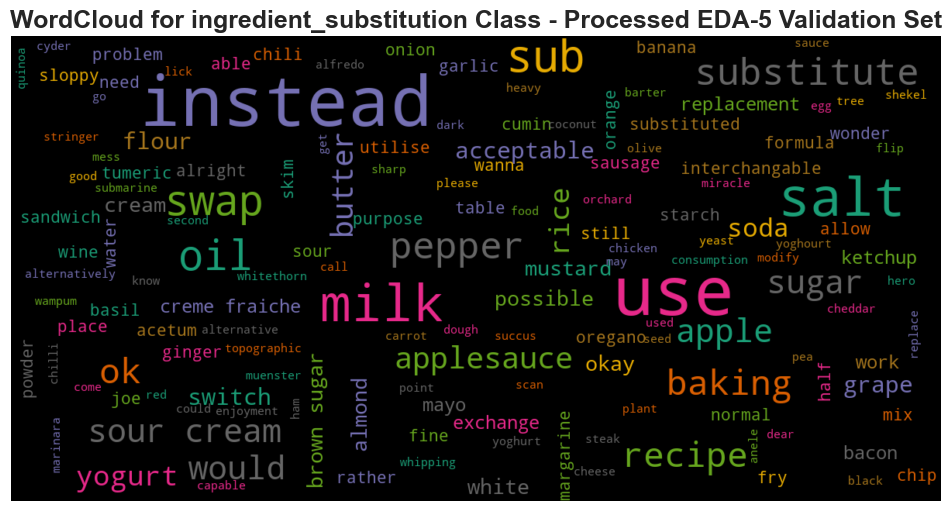 WordCloud for ingredient_substitution Class - Processed EDA-5 Validation Set
cyder
problem
chili
onion
sub
banana
sauce
quinoa
sloppy
need
lick
able
alfredo
garlic
substitute
go
instead
heavy
orange
replacement
barter
egg
tree
shekel
stringer
flour
get
utilise
dark
cumin
coconut
substituted
formula
wonder
flip
mess
good
tumeric
alright
skim
butter
sharp
acceptable
wanna
olive
sausage
interchangable
submarine
cream
swap
please
miracle
salt
sandwich
second
purpose
table
food
rice
orchard
starch
still
soda
allow
wine
water
oil
sour
pepper
chicken
may
yeast
yoghourt
ketchup
alternatively
know
whitethorn
call
mustard
consumption
modify
hero
wampum
basil
creme fraiche
milk
possible
use
sugar
cheddar
place
acetum
alternative
carrot
dough
succus
oregano
used
seed
apple
replace
powder
chilli
ginger
topographic
applesauce
okay
pea
work
come
ok
muenster
brown sugar
almond
point
scan
baking
half
grape
joe
red
switch
could
enjoyment
ham
mayo
exchange
plant
normal
mix
marinara
sour cream
fine
yoghurt
margarine
steak
recipe
anele
dear
bacon
yogurt
would
capable
rather
whipping
white
cheese
fry
black
chip